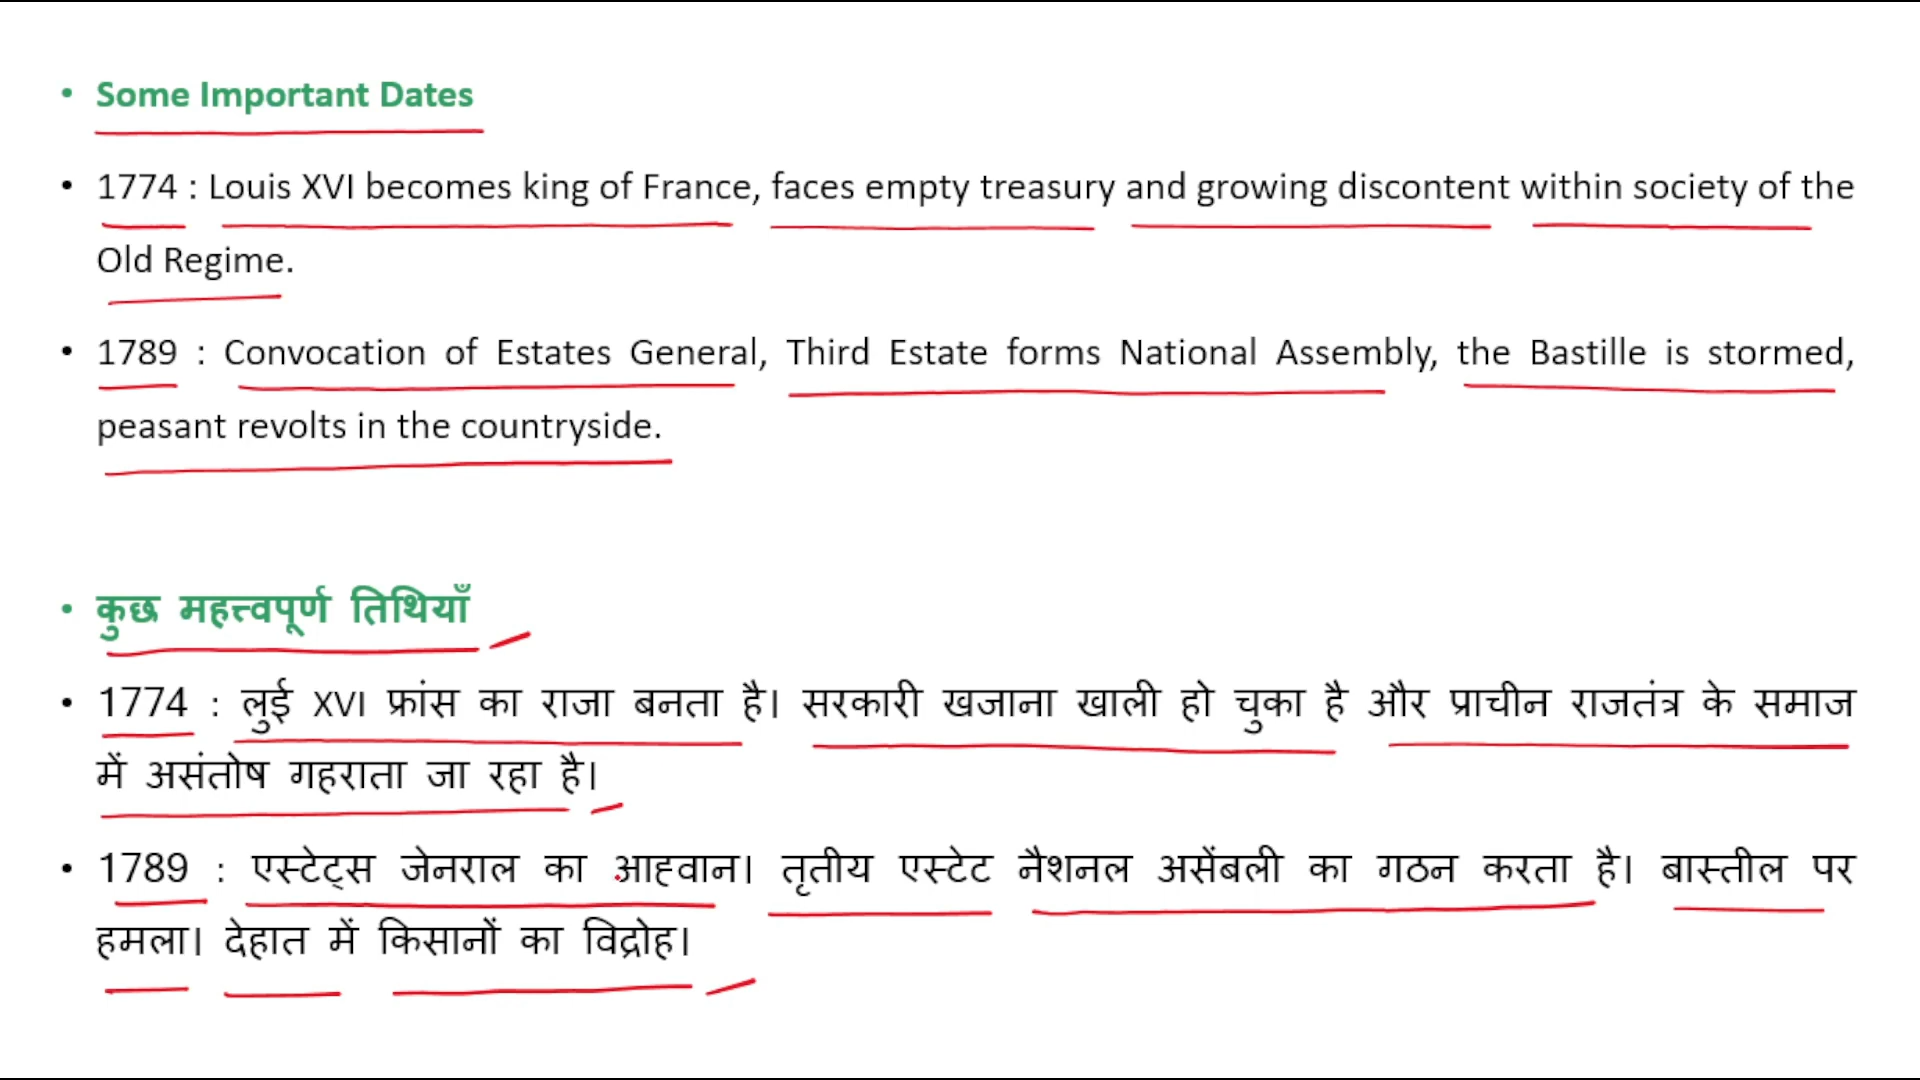 • Some Important Dates
• 1774 : Louis XVI becomes king of France, faces empty treasury and growing discontent within society of the
Old Regime.
• 1789 : Convocation of Estates General, Third Estate forms National Assembly, the Bastille is stormed,
peasant revolts in the countryside.
• कुछ महत्त्वपूर्ण तिथियाँ
• 1774 : लुई XVI फ्रांस का राजा बनता है। सरकारी खजाना खाली हो चुका है और प्राचीन राजतंत्र के समाज
में असंतोष गहराता जा रहा है।
• 1789 : एस्टेट्स जेनराल का आह्वान। तृतीय एस्टेट नैशनल असेंबली का गठन करता है। बास्तील पर
हमला। देहात में किसानों का विद्रोह।